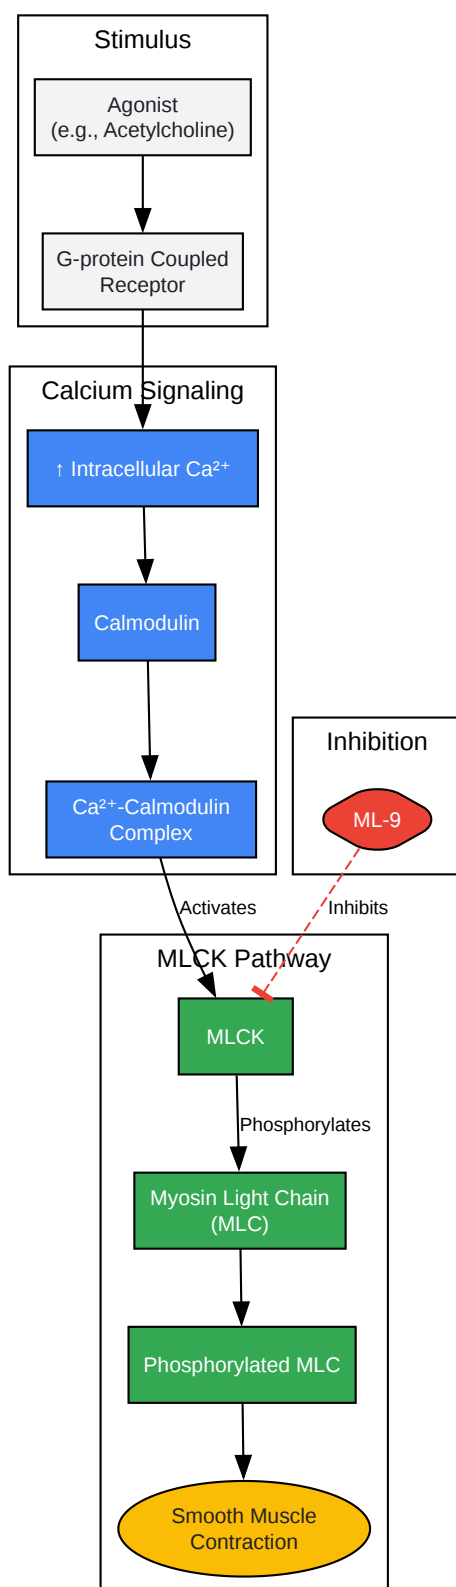 Stimulus
Agonist
(e.g., Acetylcholine)
G-protein Coupled
Receptor
Calcium Signaling
↑ Intracellular Ca²⁺
Calmodulin
Ca²⁺-Calmodulin
Complex
Inhibition
ML-9
Activates
Inhibits
MLCK Pathway
MLCK
Phosphorylates
Myosin Light Chain
(MLC)
Phosphorylated MLC
Smooth Muscle
Contraction